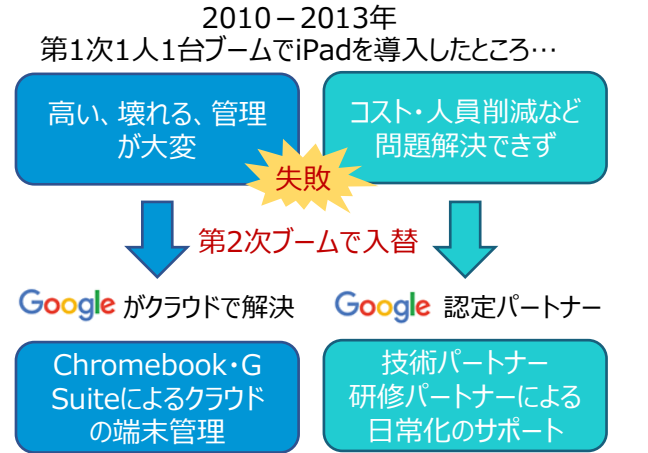 2010－2013年
第1次1人1台ブームでiPadを導入したところ…
高い、壊れる、管理
が大変
コスト・人員削減など
問題解決できず
失敗
第2次ブームで入替
Google がクラウドで解決
Google 認定パートナー
Chromebook・G
Suiteによるクラウド
の端末管理
技術パートナー
研修パートナーによる
日常化のサポート